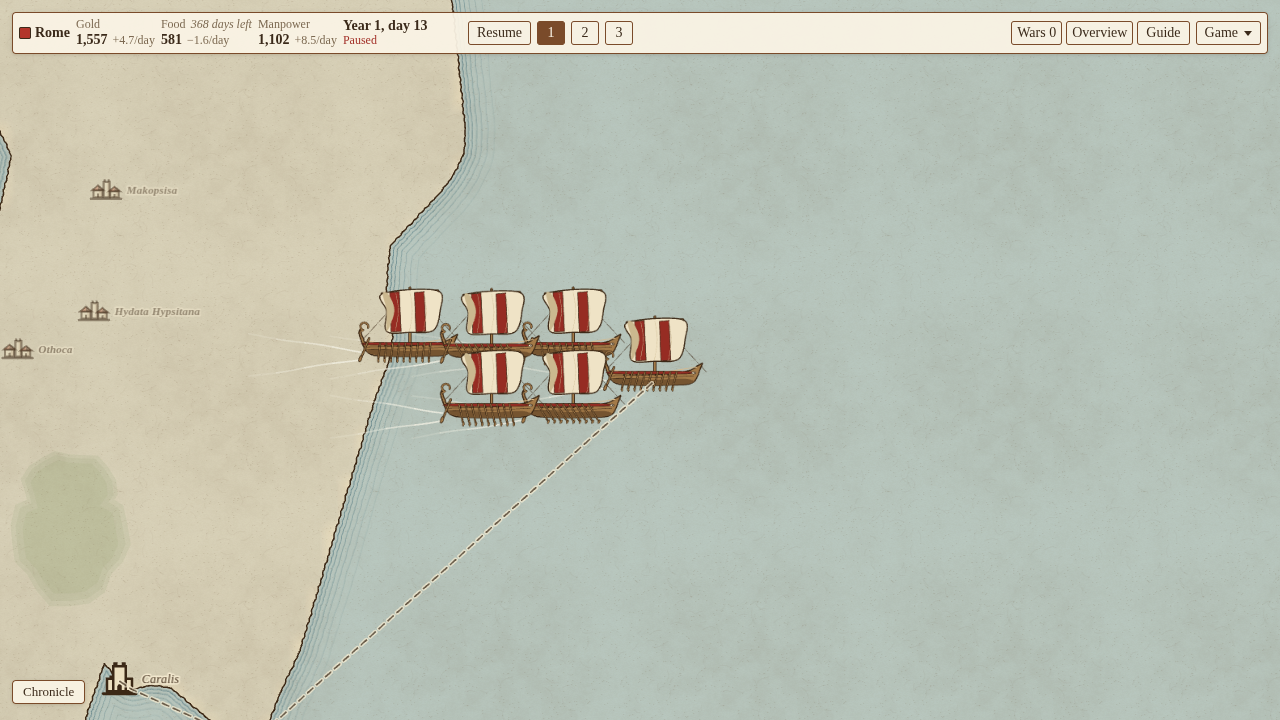 Rome
Gold
1,557 +4.7/day
Food 368 days left
581 −1.6/day
Manpower
1,102 +8.5/day
Year 1, day 13
Paused
Resume
1
2
3
Wars 0
Overview
Guide
Game
Makopsisa
Hydata Hypsitana
Othoca
Caralis
Chronicle